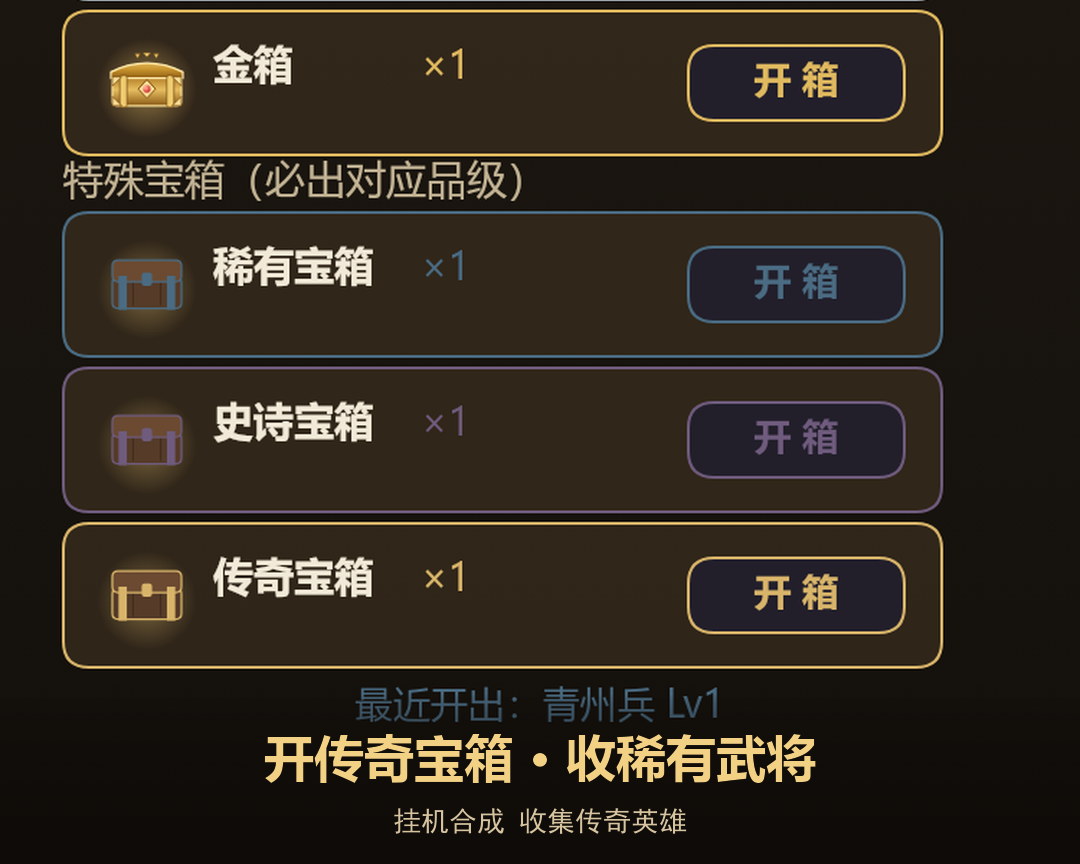 金箱 ×1 开 箱
特殊宝箱（必出对应品级）
稀有宝箱 ×1 开 箱
史诗宝箱 ×1 开 箱
传奇宝箱 ×1 开 箱
最近开出：青州兵 Lv1
开传奇宝箱·收稀有武将
挂机合成 收集传奇英雄